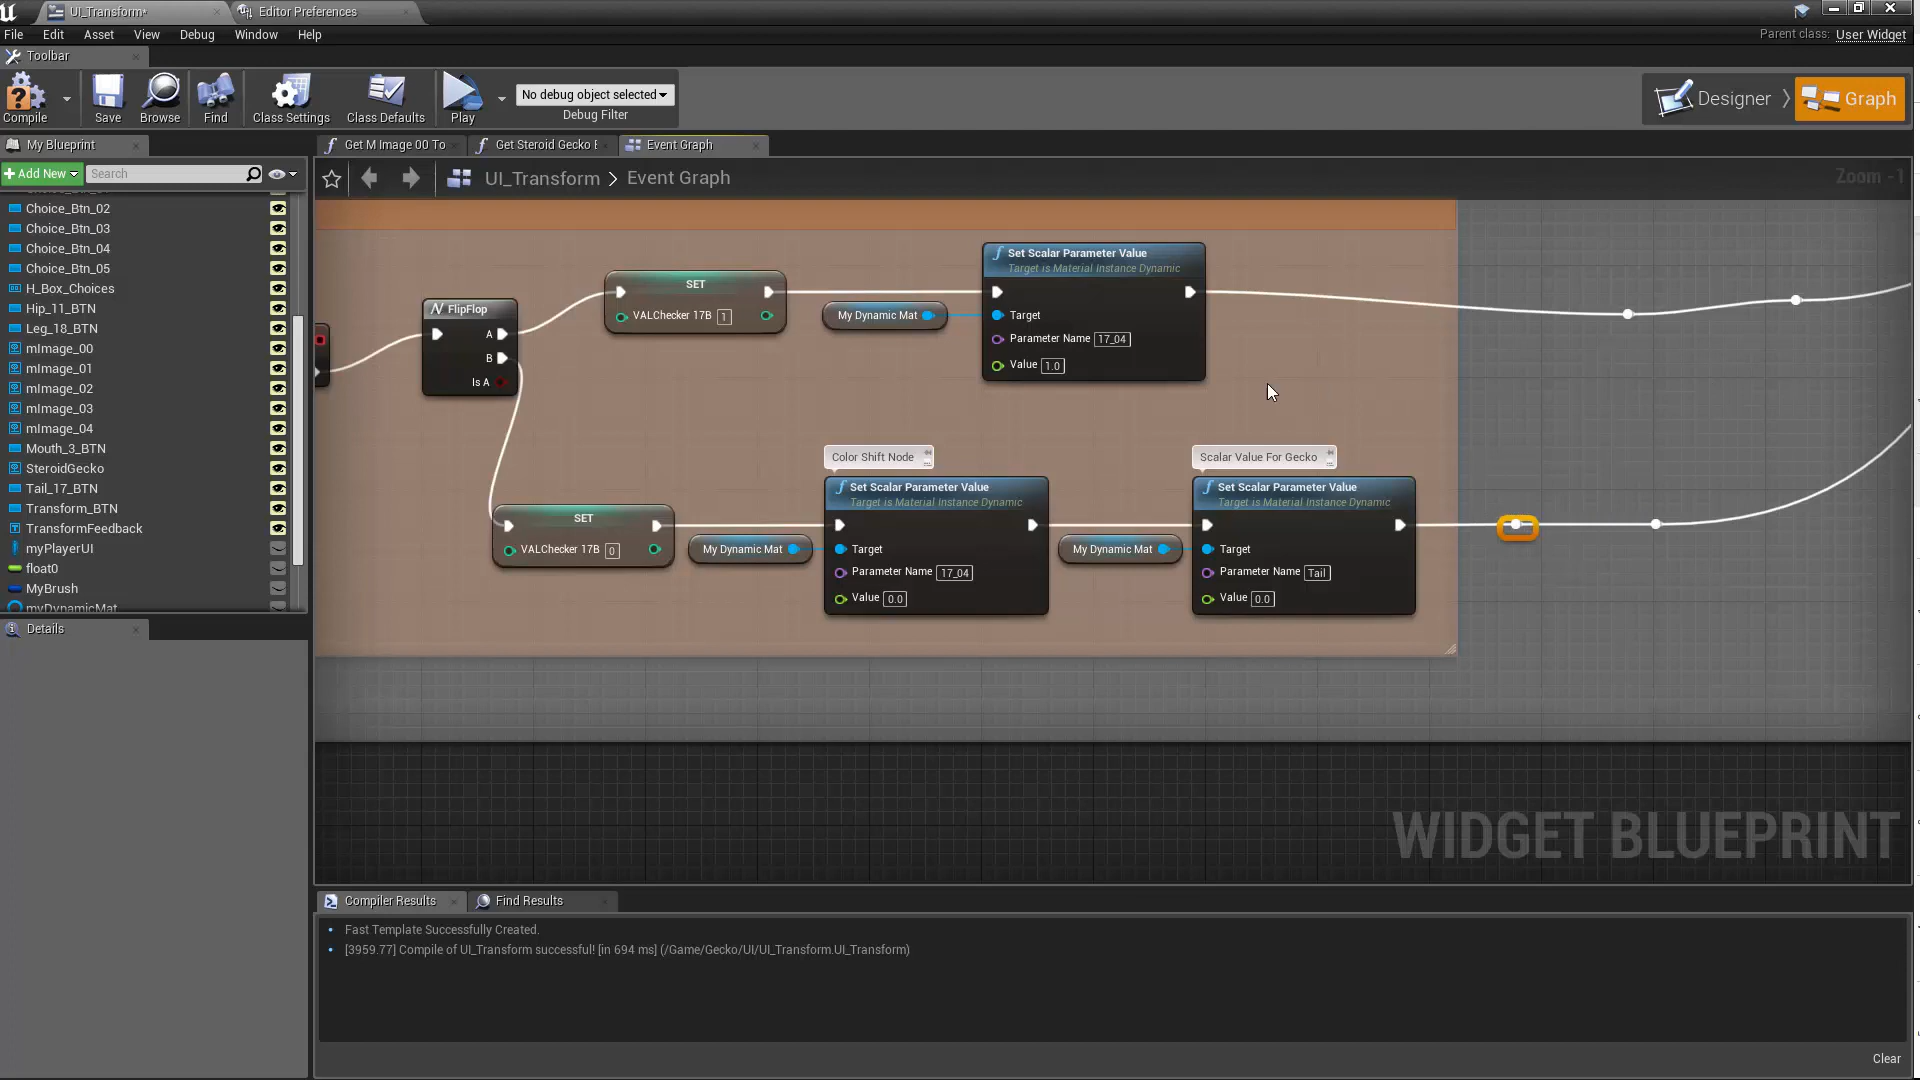 UI_Transform*
Editor Preferences
File Edit Asset View Debug Window Help
Parent class: User Widget
Toolbar
Compile
Save
Browse
Find
Class Settings
Class Defaults
Play
No debug object selected
Debug Filter
Designer
Graph
My Blueprint
Get M Image 00 To
Get Steroid Gecko
Event Graph
Add New
Search
UI_Transform > Event Graph
Zoom -1
Choice_Btn_02
Choice_Btn_03
Choice_Btn_04
Choice_Btn_05
H_Box_Choices
Hip_11_BTN
Leg_18_BTN
mImage_00
mImage_01
mImage_02
mImage_03
mImage_04
Mouth_3_BTN
SteroidGecko
Tail_17_BTN
Transform_BTN
TransformFeedback
myPlayerUI
float0
MyBrush
myDynamicMat
Details
FlipFlop
A
B
Is A
SET
VALChecker 17B 1
My Dynamic Mat
Set Scalar Parameter Value
Target is Material Instance Dynamic
Target
Parameter Name 17_04
Value 1.0
SET
VALChecker 17B 0
My Dynamic Mat
Color Shift Node
Set Scalar Parameter Value
Target is Material Instance Dynamic
Target
Parameter Name 17_04
Value 0.0
My Dynamic Mat
Scalar Value For Gecko
Set Scalar Parameter Value
Target is Material Instance Dynamic
Target
Parameter Name Tail
Value 0.0
WIDGET BLUEPRINT
Compiler Results
Find Results
Fast Template Successfully Created.
[3959.77] Compile of UI_Transform successful! [in 694 ms] (/Game/Gecko/UI/UI_Transform.UI_Transform)
Clear